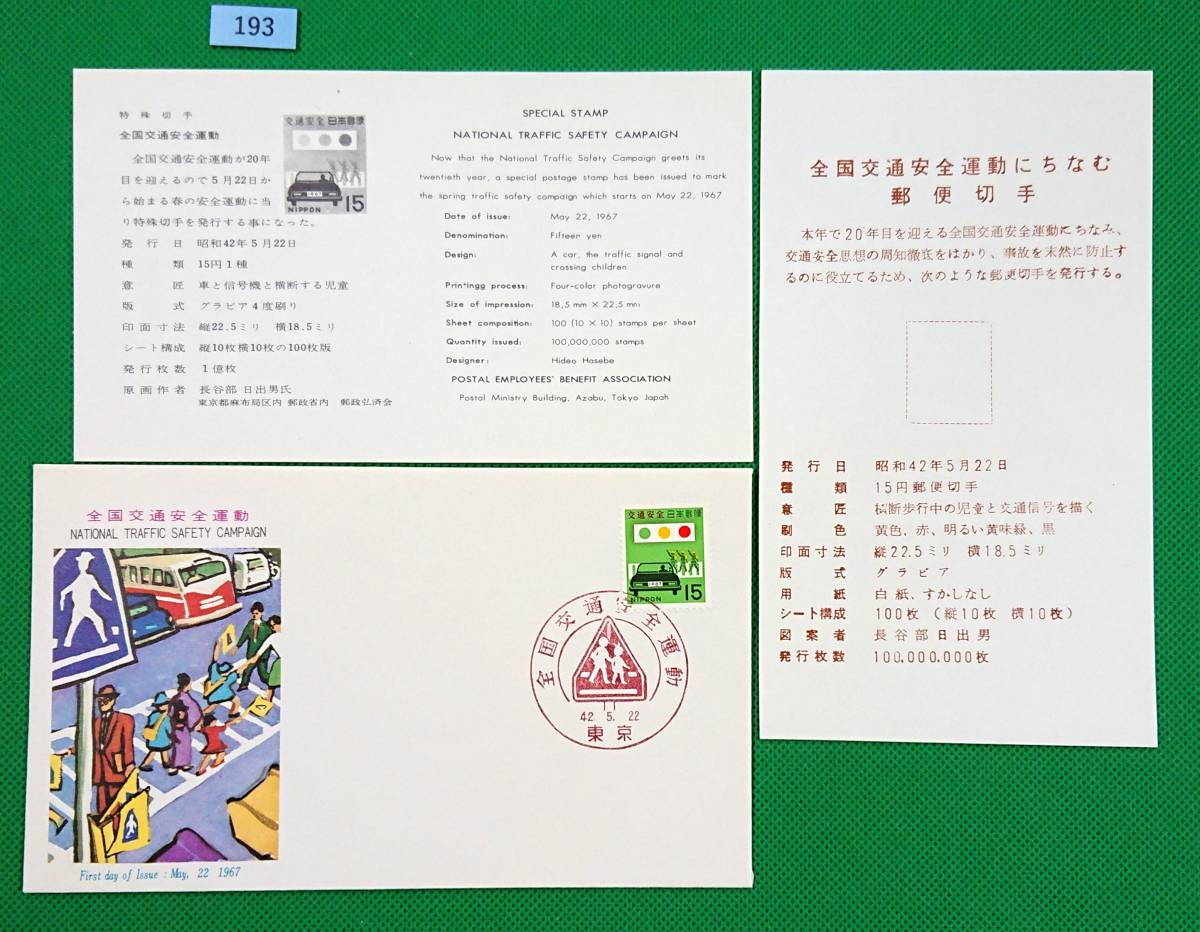 193
特殊切手
全国交通安全運動
全国交通安全運動が20年
目を迎えるので5月22日か
ら始まる春の安全運動に当
り特殊切手を発行する事になった。
交通安全 日本郵便
NIPPON 15
発行日 昭和42年5月22日
種類 15円1種
意匠 車と信号機と横断する児童
版式 グラビア4度刷り
印面寸法 縦22.5ミリ 横18.5ミリ
シート構成 縦10枚横10枚の100枚版
発行枚数 1億枚
原画作者 長谷部日出男氏
東京都麻布局区内 郵政省内 郵政弘済会
SPECIAL STAMP
NATIONAL TRAFFIC SAFETY CAMPAIGN
Now that the National Traffic Safety Campaign greets its
twentieth year, a special postage stamp has been issued to mark
the spring traffic safety campaign which starts on May 22, 1967
Date of issue: May 22, 1967
Denomination: Fifteen yen
Design: A car, the traffic signal and
crossing children
Printingg process: Four-color photogravure
Size of impression: 18,5 mm × 22,5 mm
Sheet composition: 100 (10 × 10) stamps per sheet
Quantity issued: 100,000,000 stamps
Designer: Hideo Hasebe
POSTAL EMPLOYEES' BENEFIT ASSOCIATION
Postal Ministry Building, Azabu, Tokyo Japah
全国交通安全運動にちなむ
郵便切手
本年で20年目を迎える全国交通安全運動にちなみ、
交通安全思想の周知徹底をはかり、事故を未然に防止す
るのに役立てるため、次のような郵便切手を発行する。
発行日 昭和42年5月22日
種類 15円郵便切手
意匠 横断歩行中の児童と交通信号を描く
刷色 黄色、赤、明るい黄味緑、黒
印面寸法 縦22.5ミリ 横18.5ミリ
版式 グラビア
用紙 白紙、すかしなし
シート構成 100枚 (縦10枚 横10枚)
図案者 長谷部日出男
発行枚数 100.000.000枚
全国交通安全運動
NATIONAL TRAFFIC SAFETY CAMPAIGN
First day of Issue : May, 22 1967
交通安全 日本郵便
1967
NIPPON 15
全国交通安全運動
42. 5. 22
東京